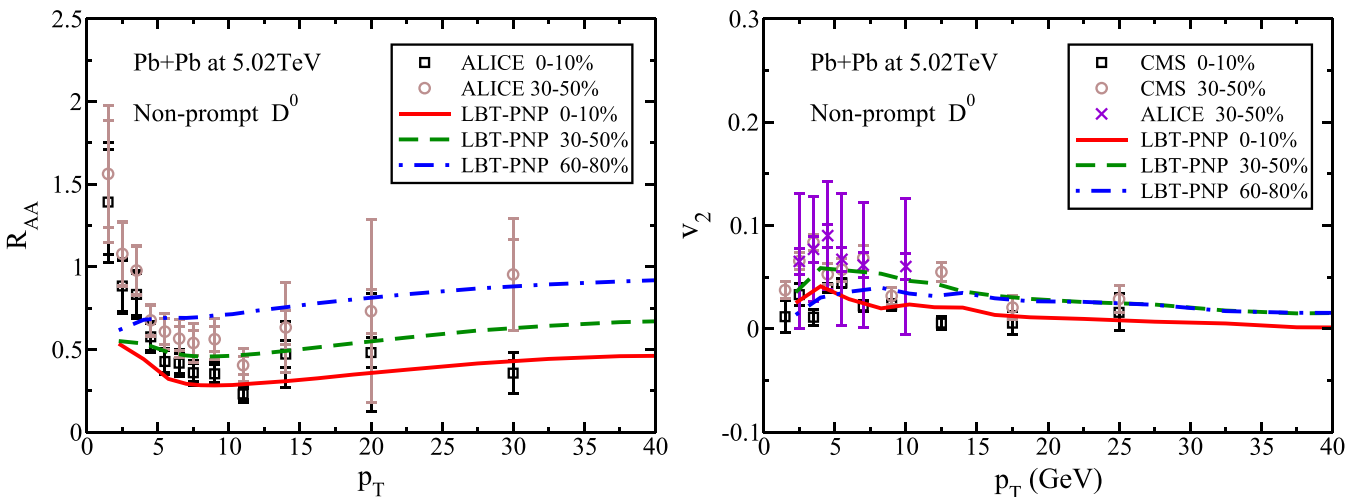 2.5
2
1.5
1
0.5
0
R_AA
Pb+Pb at 5.02TeV
Non-prompt D^0
ALICE 0-10%
ALICE 30-50%
LBT-PNP 0-10%
LBT-PNP 30-50%
LBT-PNP 60-80%
0 5 10 15 20 25 30 35 40
p_T
0.3
0.2
0.1
0
-0.1
v_2
Pb+Pb at 5.02TeV
Non-prompt D^0
CMS 0-10%
CMS 30-50%
ALICE 30-50%
LBT-PNP 0-10%
LBT-PNP 30-50%
LBT-PNP 60-80%
0 5 10 15 20 25 30 35 40
p_T (GeV)